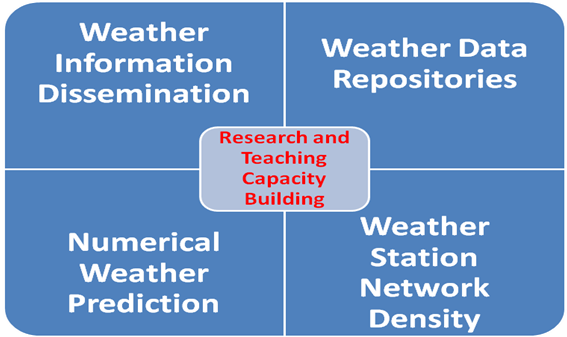 Weather
Information
Dissemination
Weather Data
Repositories
Research and
Teaching
Capacity
Building
Numerical
Weather
Prediction
Weather
Station
Network
Density